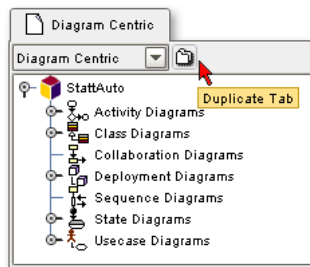 Diagram Centric
Diagram Centric
Duplicate Tab
StattAuto
Activity Diagrams
Class Diagrams
Collaboration Diagrams
Deployment Diagrams
Sequence Diagrams
State Diagrams
Usecase Diagrams